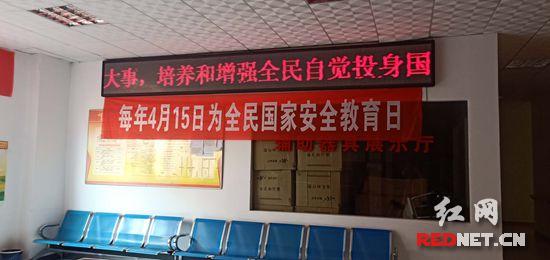 大事，培养和增强全民自觉投身国
每年4月15日为全民国家安全教育日
辅助器具展示厅
红网
REDNET.CN